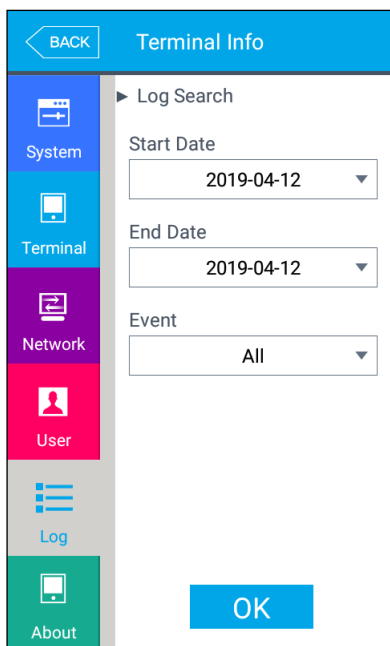 BACK
Terminal Info
System
Terminal
Network
User
Log
About
► Log Search
Start Date
2019-04-12
End Date
2019-04-12
Event
All
OK